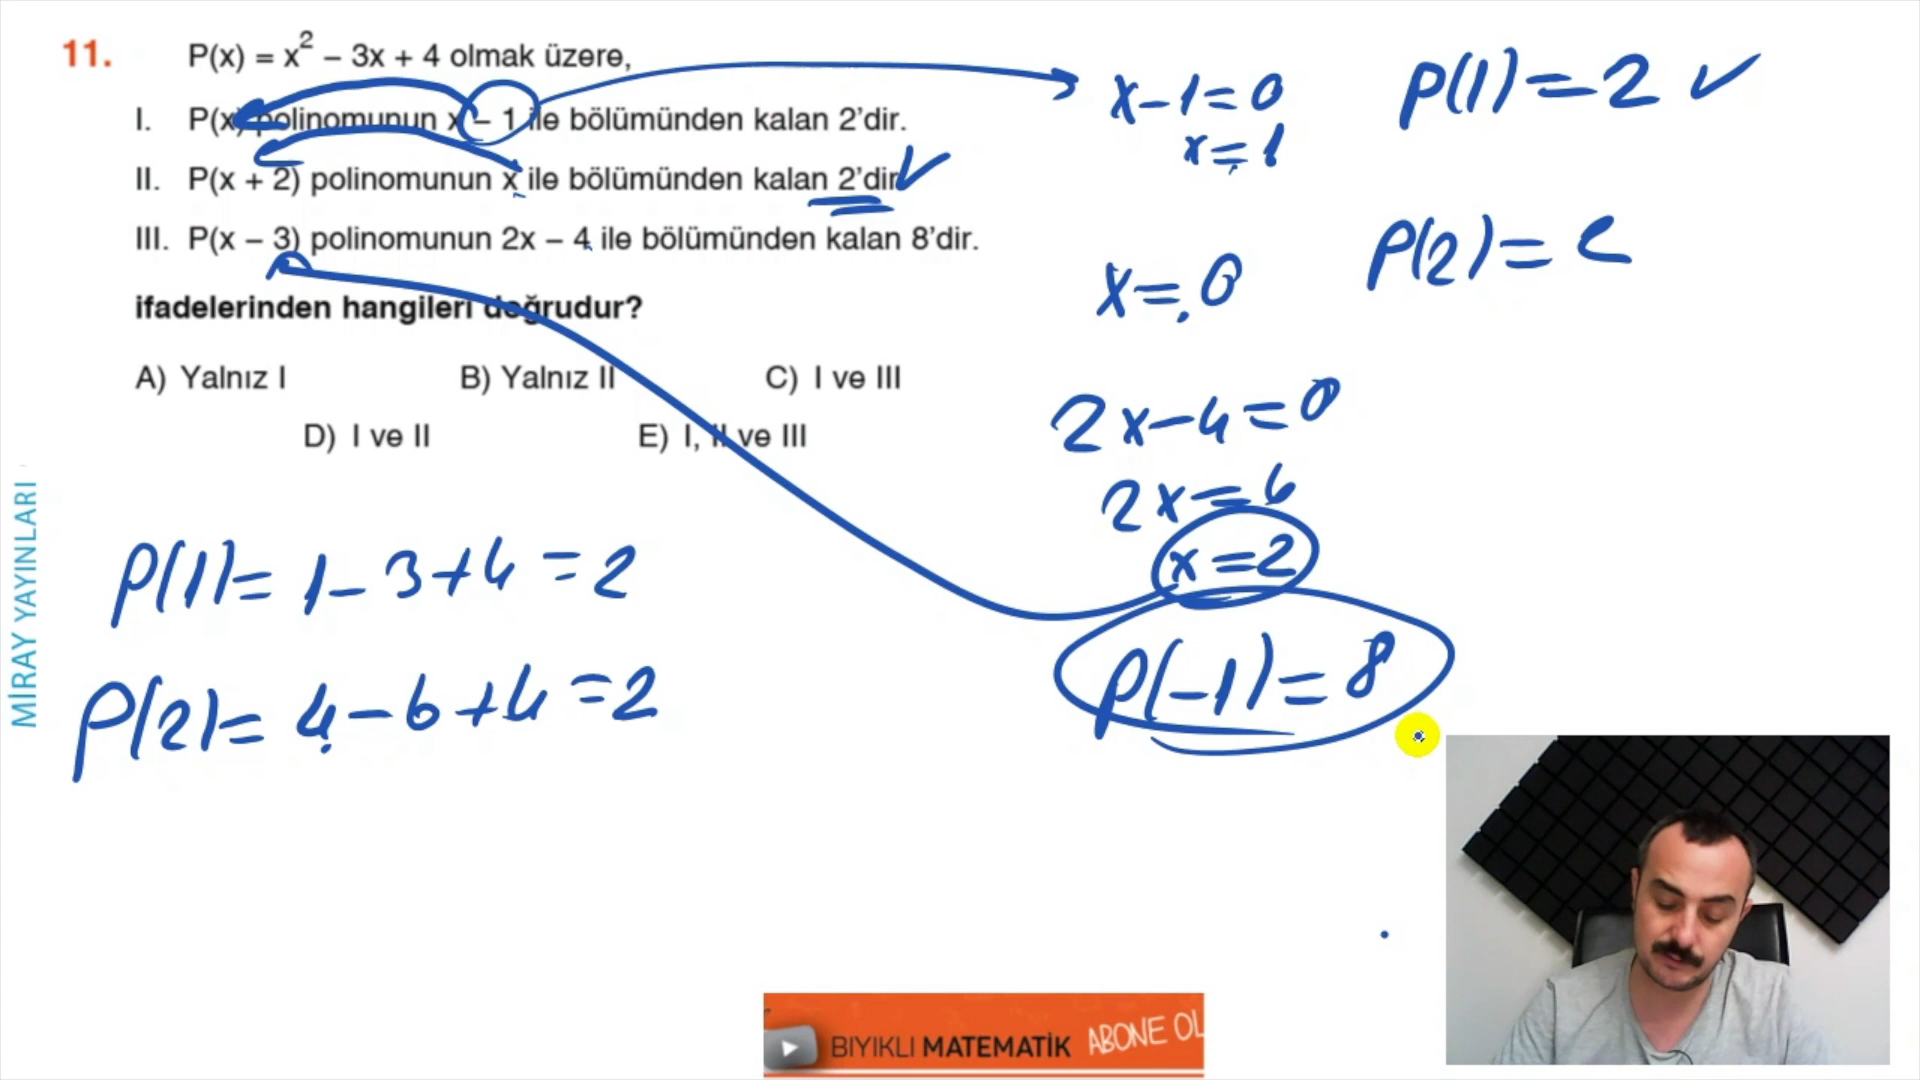 11. P(x) = x² – 3x + 4 olmak üzere,
I. P(x) polinomunun x – 1 ile bölümünden kalan 2'dir.
II. P(x + 2) polinomunun x ile bölümünden kalan 2'dir
III. P(x – 3) polinomunun 2x – 4 ile bölümünden kalan 8'dir.
ifadelerinden hangileri doğrudur?
A) Yalnız I B) Yalnız II C) I ve III
D) I ve II E) I, II ve III
MİRAY YAYINLARI
P(1) = 1 – 3 + 4 = 2
P(2) = 4 – 6 + 4 = 2
x – 1 = 0
x = 1
P(1) = 2 ✓
x = 0
P(2) =
2x – 4 = 0
2x = 4
x = 2
P(–1) = 8
BIYIKLI MATEMATİK ABONE OL